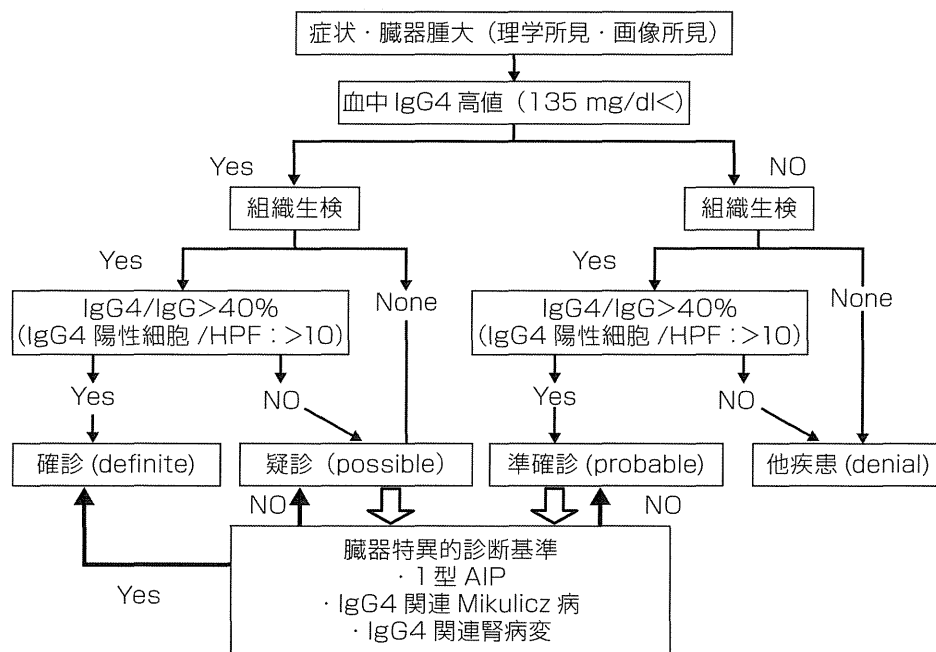 症状・臓器腫大（理学所見・画像所見）
血中 IgG4 高値（135 mg/dl<）
Yes
NO
組織生検
組織生検
Yes
None
Yes
None
IgG4/IgG>40%
(IgG4 陽性細胞 /HPF：>10)
IgG4/IgG>40%
(IgG4 陽性細胞 /HPF：>10)
Yes
NO
Yes
NO
確診 (definite)
疑診（possible）
準確診 (probable)
他疾患 (denial)
NO
NO
Yes
臓器特異的診断基準
・1型 AIP
・IgG4 関連 Mikulicz 病
・IgG4 関連腎病変